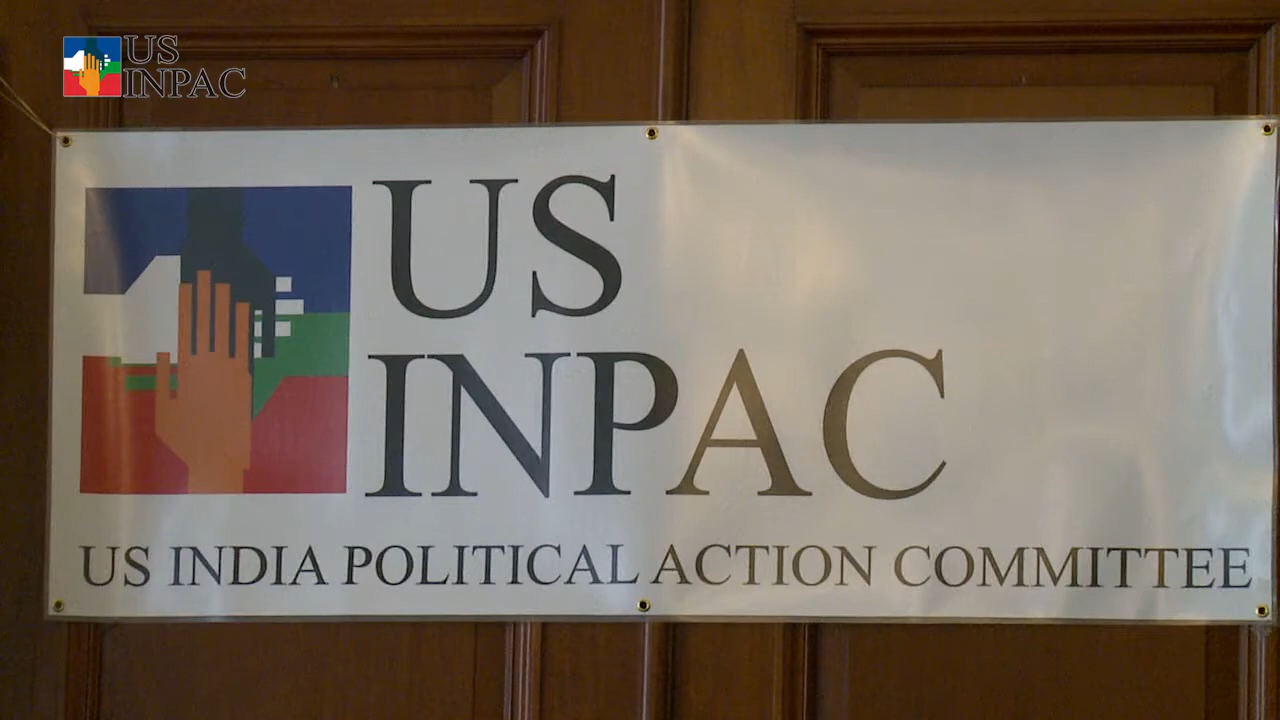 US
INPAC
US
INPAC
US INDIA POLITICAL ACTION COMMITTEE